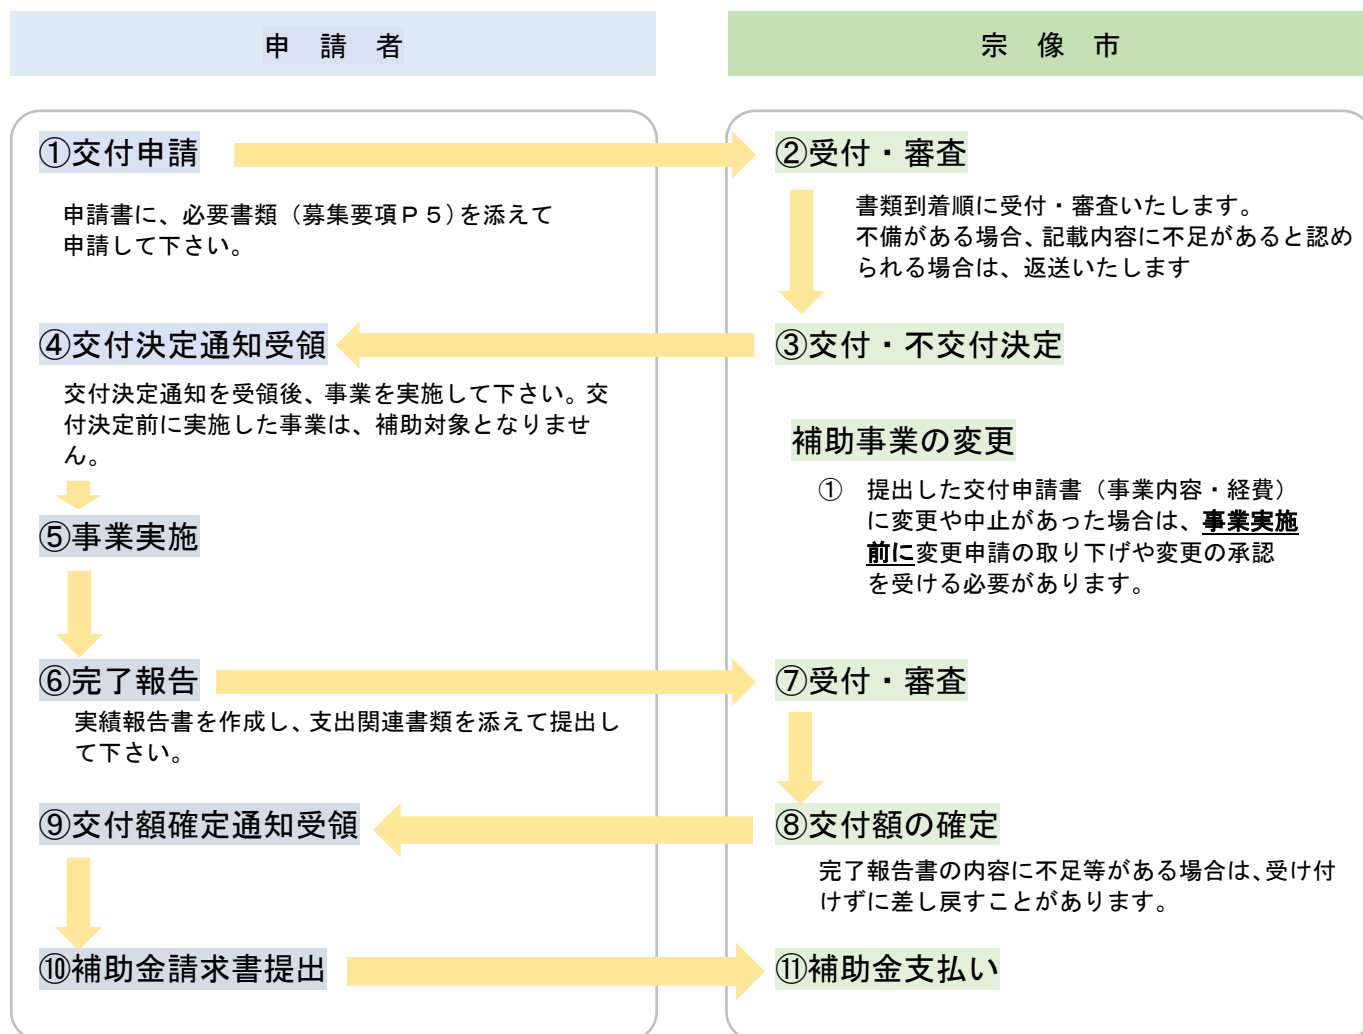 申　請　者
宗　像　市
①交付申請
申請書に、必要書類（募集要項Ｐ５）を添えて
申請して下さい。
②受付・審査
書類到着順に受付・審査いたします。
不備がある場合、記載内容に不足があると認め
られる場合は、返送いたします
③交付・不交付決定
④交付決定通知受領
交付決定通知を受領後、事業を実施して下さい。交
付決定前に実施した事業は、補助対象となりませ
ん。
補助事業の変更
①　提出した交付申請書（事業内容・経費）
に変更や中止があった場合は、事業実施
前に変更申請の取り下げや変更の承認
を受ける必要があります。
⑤事業実施
⑥完了報告
実績報告書を作成し、支出関連書類を添えて提出し
て下さい。
⑦受付・審査
⑧交付額の確定
完了報告書の内容に不足等がある場合は、受け付
けずに差し戻すことがあります。
⑨交付額確定通知受領
⑩補助金請求書提出
⑪補助金支払い